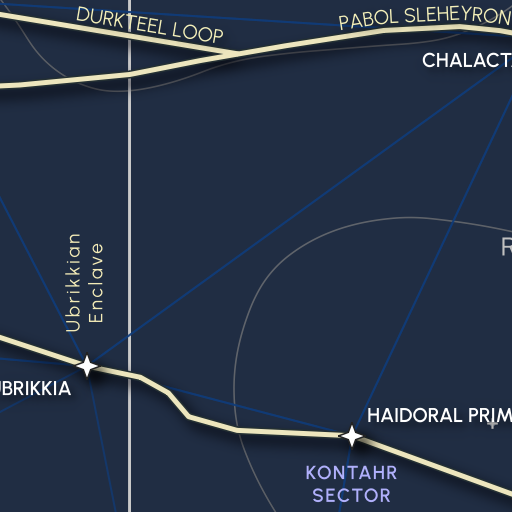 DURKTEEL LOOP
PABOL SLEHEYRON
CHALACT
R
Ubrikkian
Enclave
UBRIKKIA
HAIDORAL PRIM
KONTAHR
SECTOR